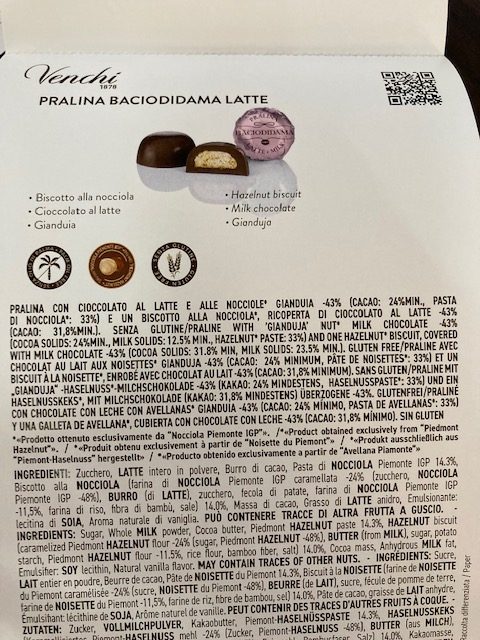 Venchi
1878
PRALINA BACIODIDAMA LATTE
PRALINA
BACIODIDAMA
LATTE • MILK
• Biscotto alla nocciola
• Cioccolato al latte
• Gianduia
• Hazelnut biscuit
• Milk chocolate
• Gianduja
SENZA GLUTINE
GLUTEN FREE
PRALINA CON CIOCCOLATO AL LATTE E ALLE NOCCIOLE* GIANDUIA -43% (CACAO: 24%MIN., PASTA
DI NOCCIOLA*: 33%) E UN BISCOTTO ALLA NOCCIOLA*, RICOPERTA DI CIOCCOLATO AL LATTE -43%
(CACAO: 31,8%MIN.). SENZA GLUTINE/PRALINE WITH 'GIANDUJA' NUT* MILK CHOCOLATE -43%
(COCOA SOLIDS: 24%MIN., MILK SOLIDS: 12.5% MIN., HAZELNUT* PASTE: 33%) AND ONE HAZELNUT* BISCUIT, COVERED
WITH MILK CHOCOLATE -43% (COCOA SOLIDS: 31.8% MIN, MILK SOLIDS: 23.5% MIN.). GLUTEN FREE/PRALINE AVEC
CHOCOLAT AU LAIT AUX NOISETTES* GIANDUJA -43% (CACAO: 24% MINIMUM, PÂTE DE NOISETTES*: 33%) ET UN
BISCUIT À LA NOISETTE*, ENROBÉ AVEC CHOCOLAT AU LAIT -43% (CACAO: 31,8% MINIMUM). SANS GLUTEN/PRALINE MIT
„GIANDUJA" HASELNUSS*-MILCHSCHOKOLADE -43% (KAKAO: 24% MINDESTENS, HASELNUSSPASTE*: 33%) UND EIN
HASELNUSSKEKS*, MIT MILCHSCHOKOLADE (KAKAO: 31,8% MINDESTENS) ÜBERZOGENE -43%. GLUTENFREI/PRALINÉ
CON CHOCOLATE CON LECHE CON AVELLANAS* GIANDUIA -43% (CACAO: 24% MÍNIMO, PASTA DE AVELLANAS*: 33%)
Y UNA GALLETA DE AVELLANA*, CUBIERTA CON CHOCOLATE CON LECHE -43% (CACAO: 31,8% MÍNIMO). SIN GLUTEN
*«Prodotto ottenuto esclusivamente da "Nocciola Piemonte IGP"». / *«Product obtained exclusively from "Piedmont
Hazelnut"». / *«Produit obtenu exclusivement à partir de "Noisette du Piemont"» / *«Produkt ausschließlich aus
"Piemont-Haselnuss" hergestellt» / *«Producto obtenido exclusivamente a partir de "Avellana Piamonte"»
INGREDIENTI: Zucchero, LATTE intero in polvere, Burro di cacao, Pasta di NOCCIOLA Piemonte IGP 14.3%,
Biscotto alla NOCCIOLA (farina di NOCCIOLA Piemonte IGP caramellata -24% (zucchero, NOCCIOLA
Piemonte IGP -48%), BURRO (di LATTE), zucchero, fecola di patate, farina di NOCCIOLA Piemonte IGP
-11,5%, farina di riso, fibra di bambù, sale) 14.0%, Massa di cacao, Grasso di LATTE anidro, Emulsionante:
lecitina di SOIA, Aroma naturale di vaniglia. PUÒ CONTENERE TRACCE DI ALTRA FRUTTA A GUSCIO. -
INGREDIENTS: Sugar, Whole MILK powder, Cocoa butter, Piedmont HAZELNUT paste 14.3%, HAZELNUT biscuit
(caramelized Piedmont HAZELNUT flour -24% (sugar, Piedmont HAZELNUT -48%), BUTTER (from MILK), sugar, potato
starch, Piedmont HAZELNUT flour -11.5%, rice flour, bamboo fiber, salt) 14.0%, Cocoa mass, Anhydrous MILK fat,
Emulsifier: SOY lecithin, Natural vanilla flavor. MAY CONTAIN TRACES OF OTHER NUTS. - INGRÉDIENTS: Sucre,
LAIT entier en poudre, Beurre de cacao, Pâte de NOISETTE du Piemont 14.3%, Biscuit à la NOISETTE (farine de NOISETTE
du Piemont caramélisée -24% (sucre, NOISETTE du Piemont -48%), BEURRE (de LAIT), sucre, fécule de pomme de terre,
farine de NOISETTE du Piemont -11,5%, farine de riz, fibre de bambou, sel) 14.0%, Pâte de cacao, graisse de LAIT anhydre,
Émulsifiant: lécithine de SOJA, Arôme naturel de vanille. PEUT CONTENIR DES TRACES D'AUTRES FRUITS À COQUE. -
ZUTATEN: Zucker, VOLLMILCHPULVER, Kakaobutter, Piemont-HASELNÜSSPASTE 14.3%, HASELNUSSKEKS
Piemont-HASELNUSS mehl -24% (Zucker, Piemont-HASELNUSS -48%), BUTTER (aus MILCH),
raccolta differenziata / Paper